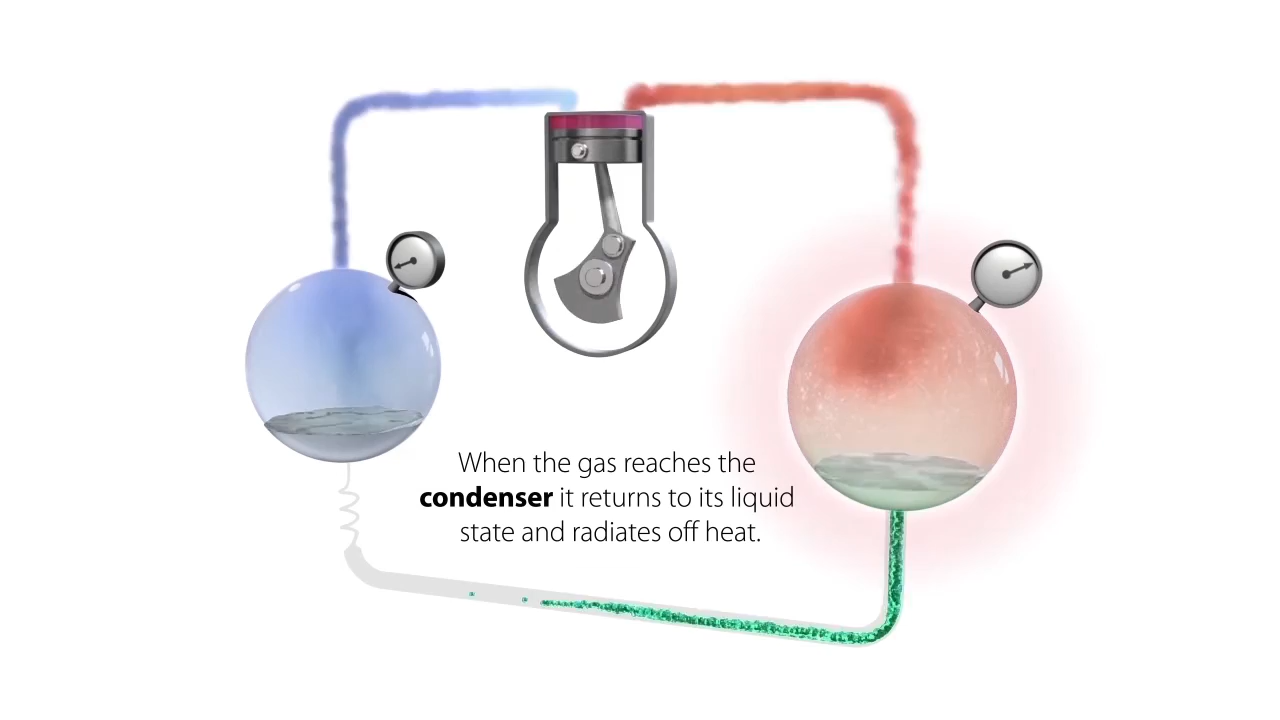 When the gas reaches the
condenser it returns to its liquid
state and radiates off heat.